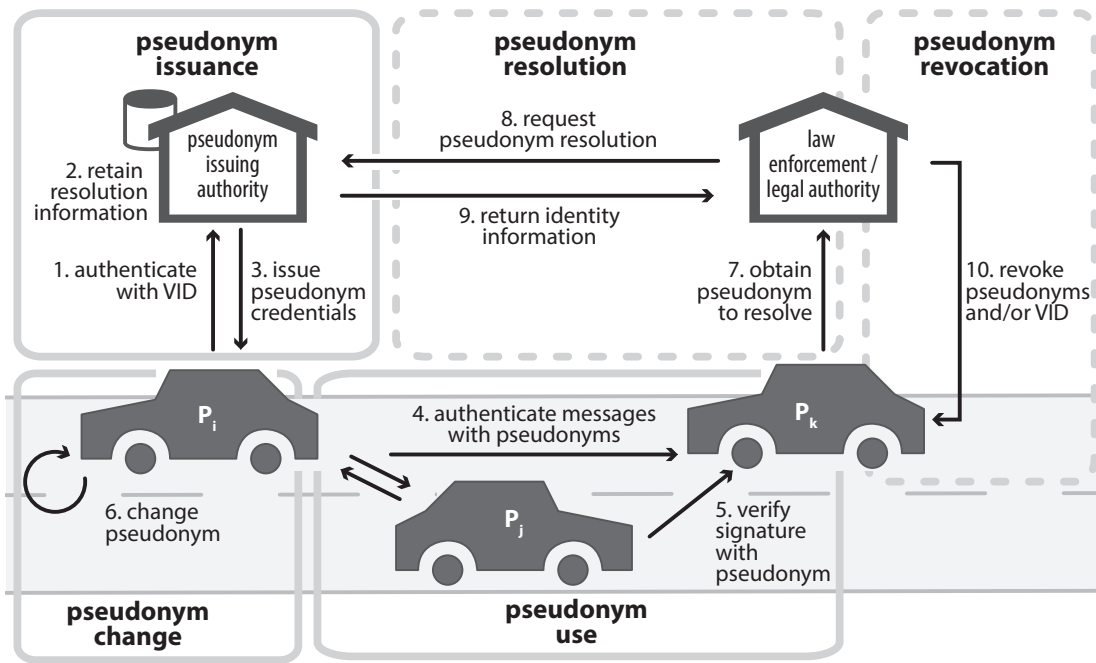 pseudonym
issuance
pseudonym
resolution
pseudonym
revocation
pseudonym
issuing
authority
2. retain
resolution
information
1. authenticate
with VID
3. issue
pseudonym
credentials
8. request
pseudonym resolution
9. return identity
information
law
enforcement /
legal authority
7. obtain
pseudonym
to resolve
10. revoke
pseudonyms
and/or VID
Pi
4. authenticate messages
with pseudonyms
Pk
6. change
pseudonym
Pj
5. verify
signature
with
pseudonym
pseudonym
change
pseudonym
use